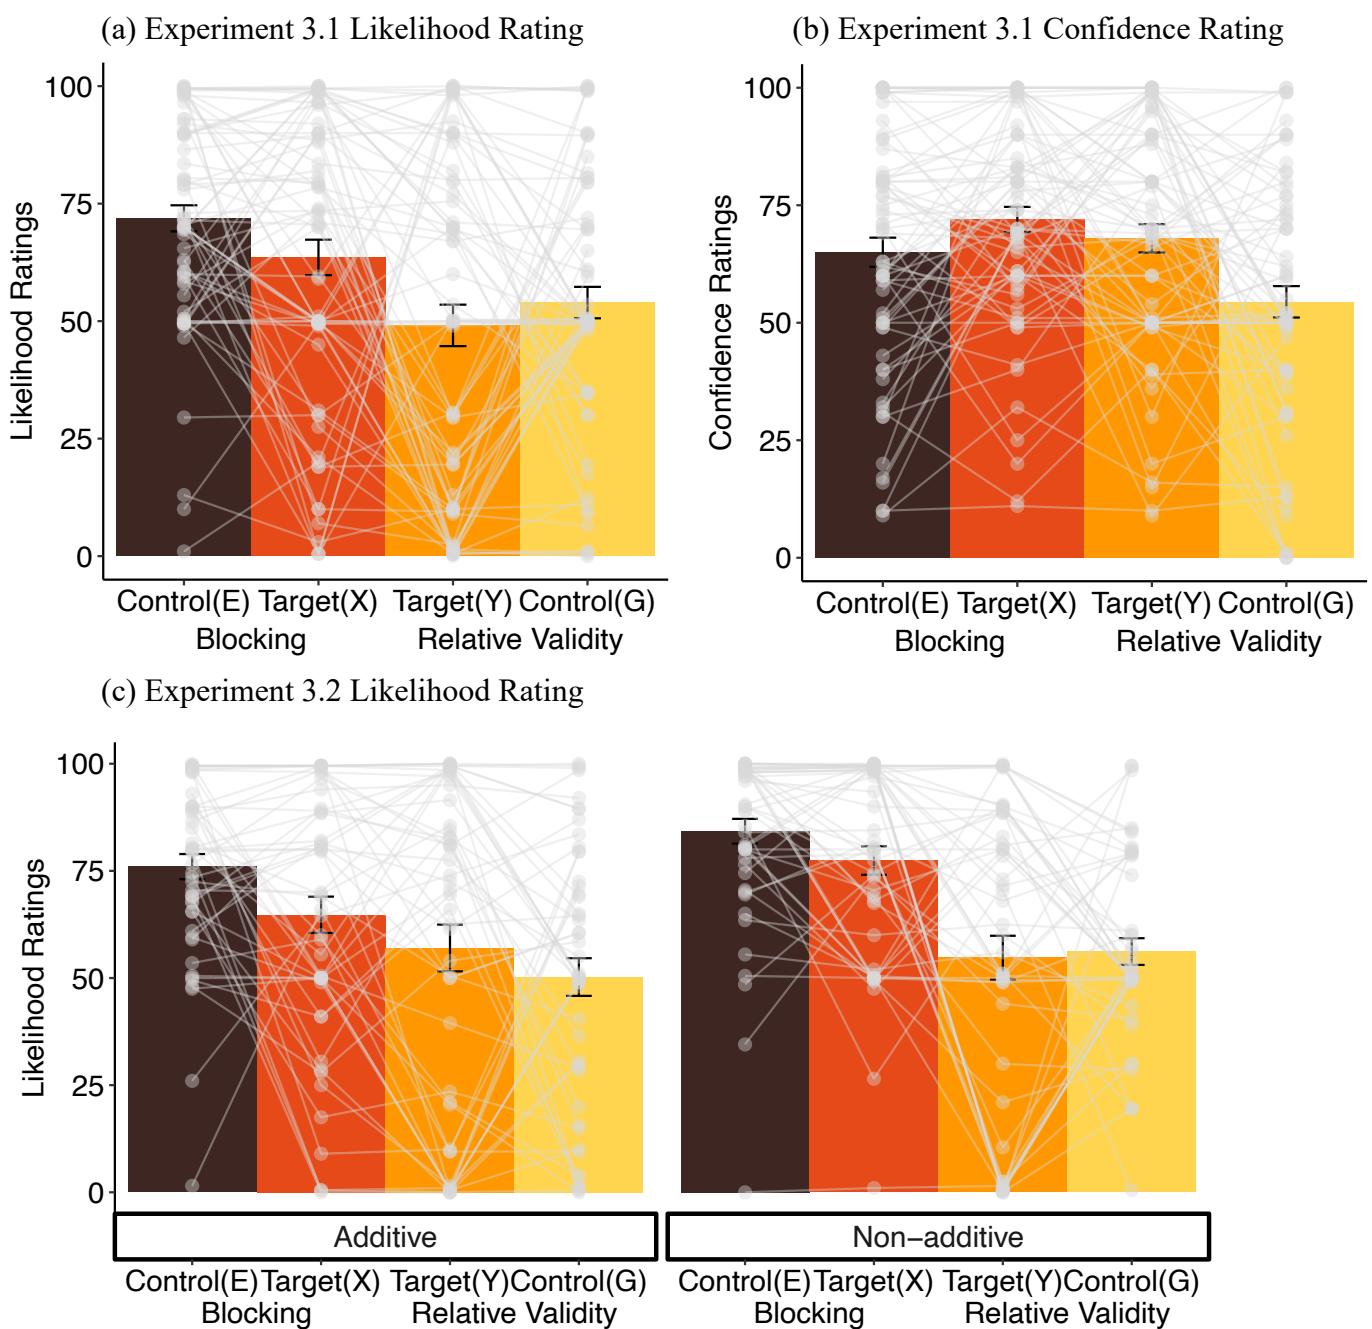 (a) Experiment 3.1 Likelihood Rating
Likelihood Ratings
100
75
50
25
0
Control(E) Target(X) Target(Y) Control(G)
Blocking Relative Validity
(b) Experiment 3.1 Confidence Rating
Confidence Ratings
100
75
50
25
0
Control(E) Target(X) Target(Y) Control(G)
Blocking Relative Validity
(c) Experiment 3.2 Likelihood Rating
Likelihood Ratings
100
75
50
25
0
Additive
Non−additive
Control(E) Target(X) Target(Y) Control(G)
Blocking Relative Validity
Control(E) Target(X) Target(Y) Control(G)
Blocking Relative Validity